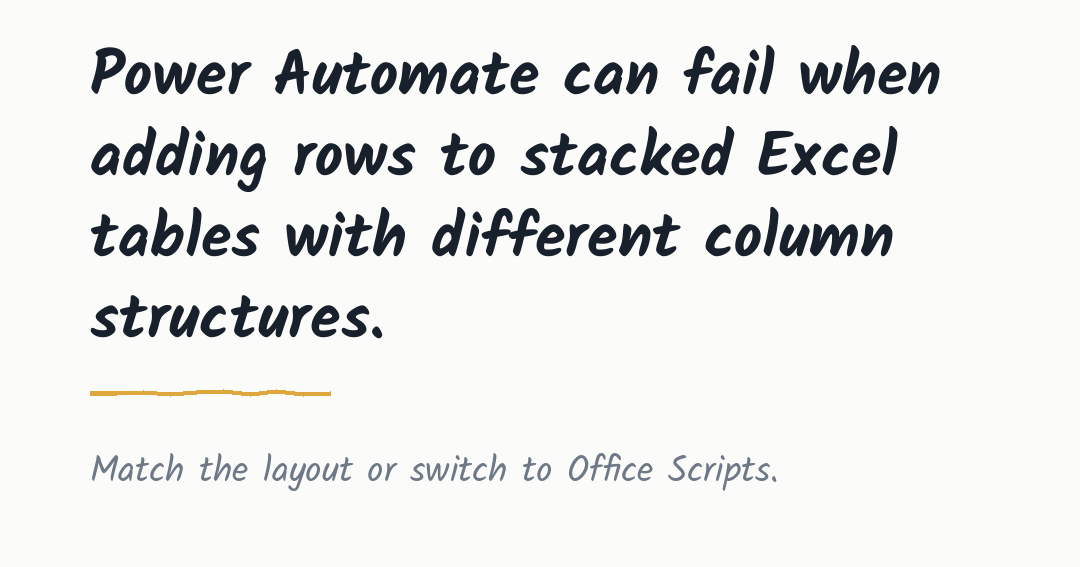 Power Automate can fail when
adding rows to stacked Excel
tables with different column
structures.
Match the layout or switch to Office Scripts.